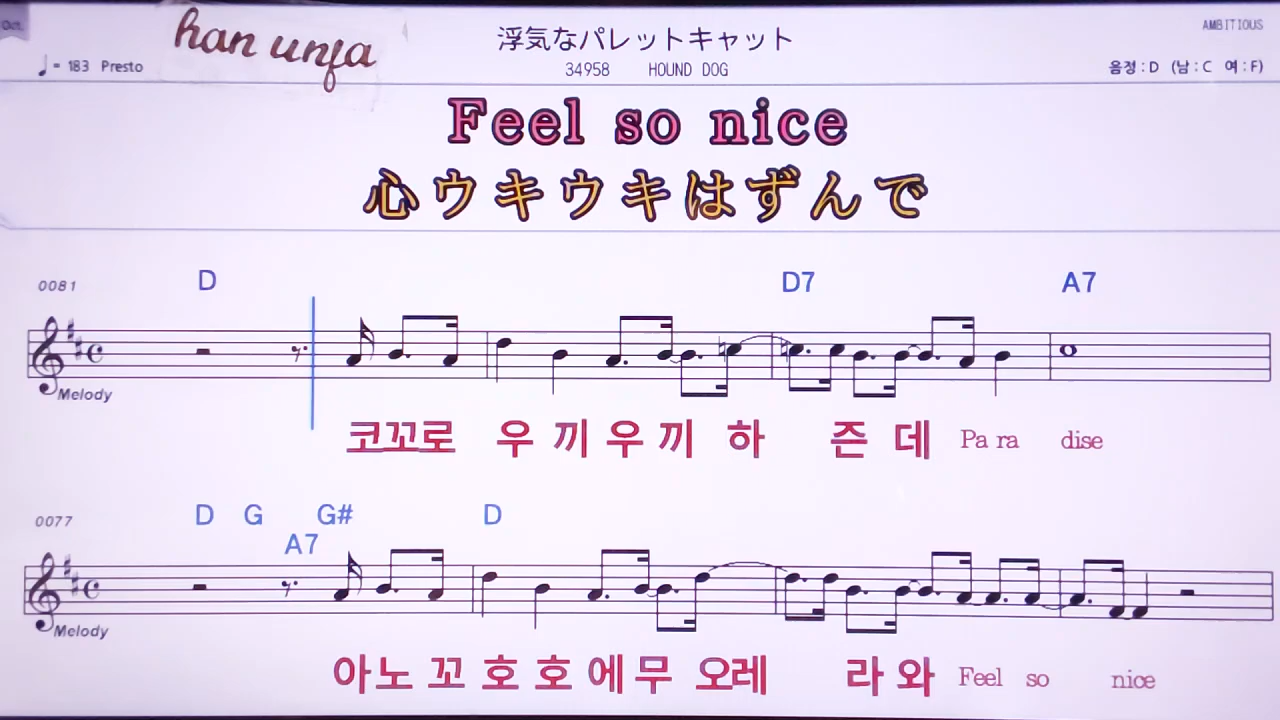 Oct.
han unfa
浮気なパレットキャット
AMBITIOUS
♩= 183 Presto
34958 HOUND DOG
음정 : D (남 : C 여 : F)
Feel so nice
心ウキウキはずんで
0081 D D7 A7
Melody
코꼬로 우 끼 우 끼 하 즌 데 Pa ra dise
0077 D G G# D
A7
Melody
아노 꼬 호 호 에무 오레 라 와 Feel so nice